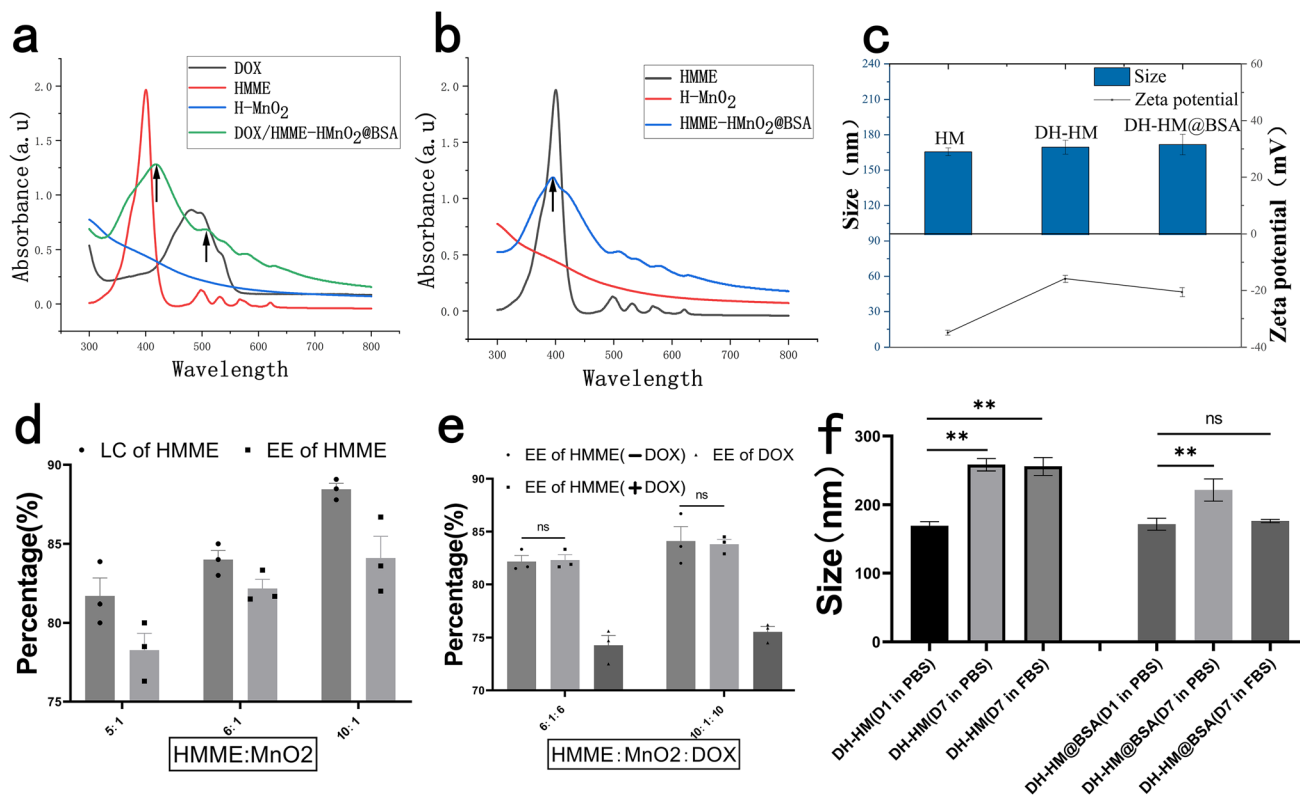 a
DOX
HMME
H-MnO₂
DOX/HMME-HMnO₂@BSA
Absorbance(a.u)
2.0
1.5
1.0
0.5
0.0
300
400
500
600
700
800
Wavelength
b
HMME
H-MnO₂
HMME-HMnO₂@BSA
Absorbance(a.u)
2.0
1.5
1.0
0.5
0.0
300
400
500
600
700
800
Wavelength
c
Size
Zeta potential
HM
DH-HM
DH-HM@BSA
Size（nm）
240
210
180
150
120
90
60
30
0
Zeta potential（mV）
60
40
20
0
-20
-40
d
LC of HMME
EE of HMME
Percentage(%)
90
85
80
75
5:1
6:1
10:1
HMME:MnO2
e
EE of HMME(−DOX)
EE of DOX
EE of HMME(+DOX)
ns
ns
Percentage(%)
90
85
80
75
70
6:1:6
10:1:10
HMME:MnO2:DOX
f
**
**
**
ns
Size（nm）
300
200
100
0
DH-HM(D1 in PBS)
DH-HM(D7 in PBS)
DH-HM(D7 in FBS)
DH-HM@BSA(D1 in PBS)
DH-HM@BSA(D7 in PBS)
DH-HM@BSA(D7 in FBS)